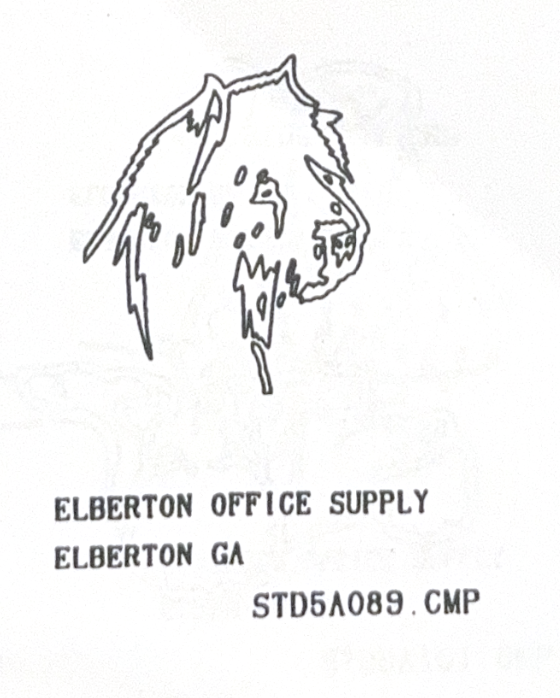 ELBERTON OFFICE SUPPLY
ELBERTON GA
STD5A089.CMP